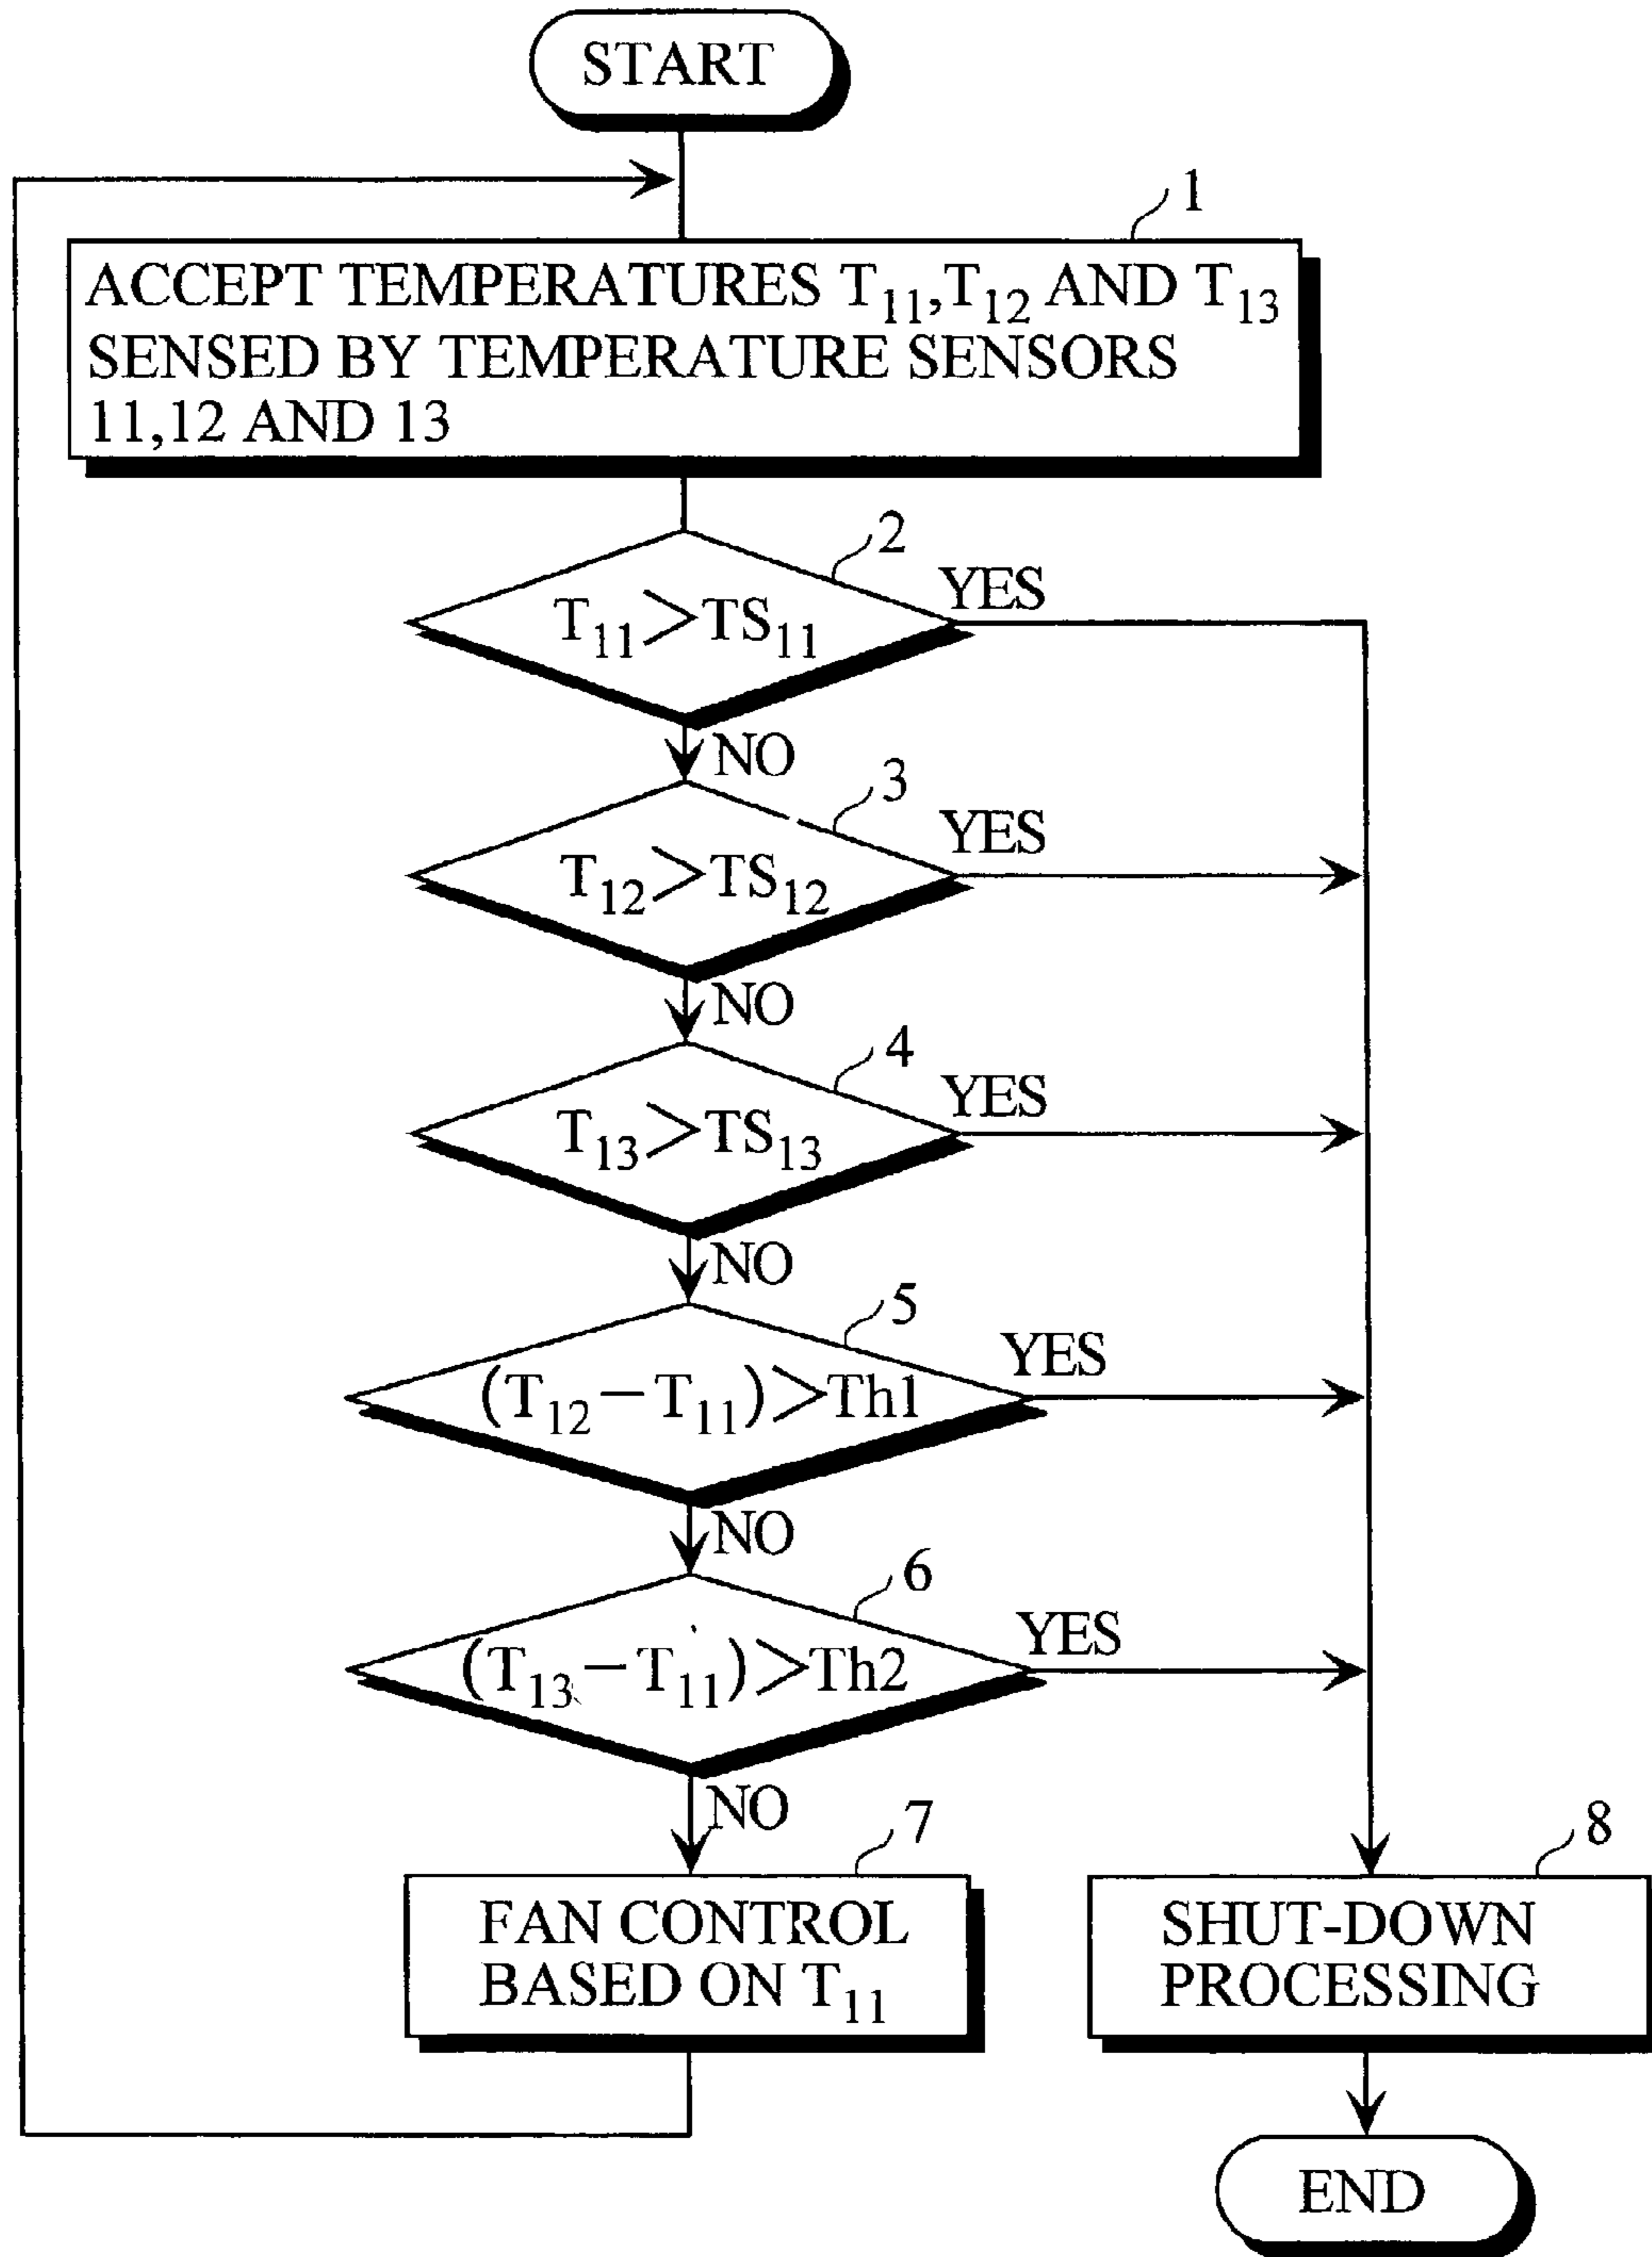 START
1
ACCEPT TEMPERATURES T11,T12 AND T13
SENSED BY TEMPERATURE SENSORS
11,12 AND 13
2
T11>TS11
YES
NO
3
T12>TS12
YES
NO
4
T13>TS13
YES
NO
5
(T12−T11)>Th1
YES
NO
6
(T13−T11)>Th2
YES
NO
7
FAN CONTROL
BASED ON T11
8
SHUT-DOWN
PROCESSING
END